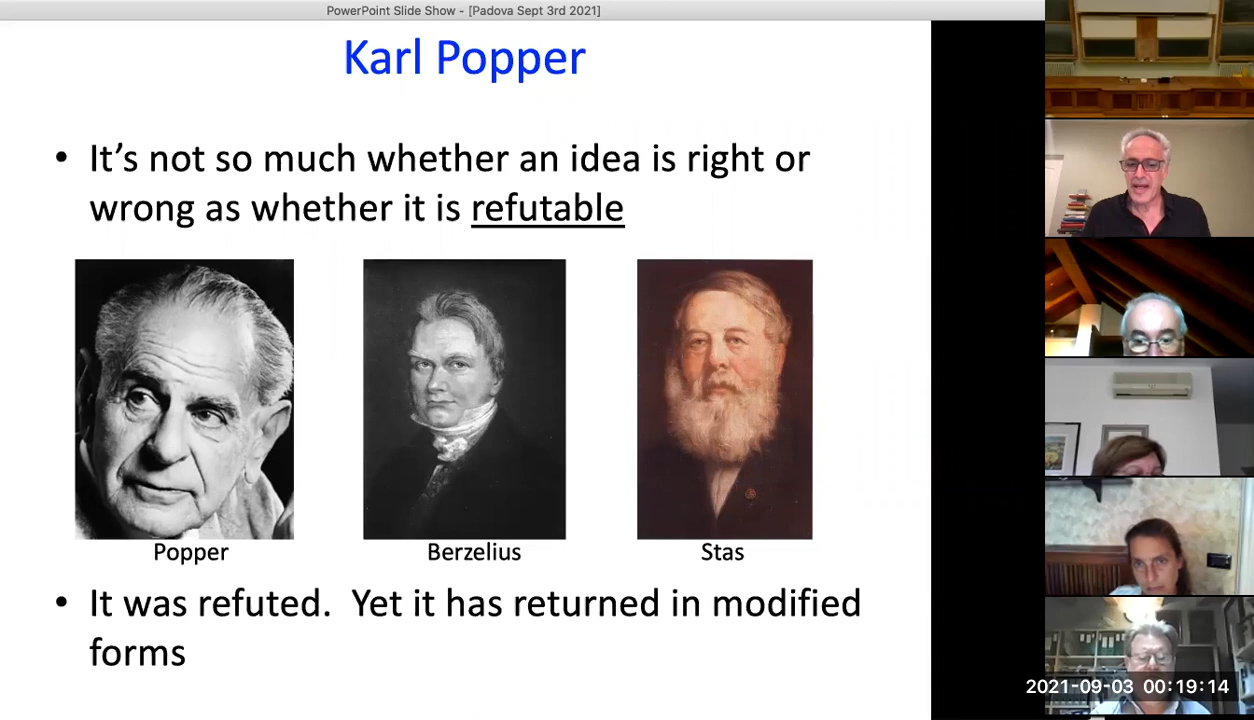 PowerPoint Slide Show - [Padova Sept 3rd 2021]
Karl Popper
• It’s not so much whether an idea is right or
wrong as whether it is refutable
Popper
Berzelius
Stas
• It was refuted.  Yet it has returned in modified
forms
2021-09-03 00:19:14